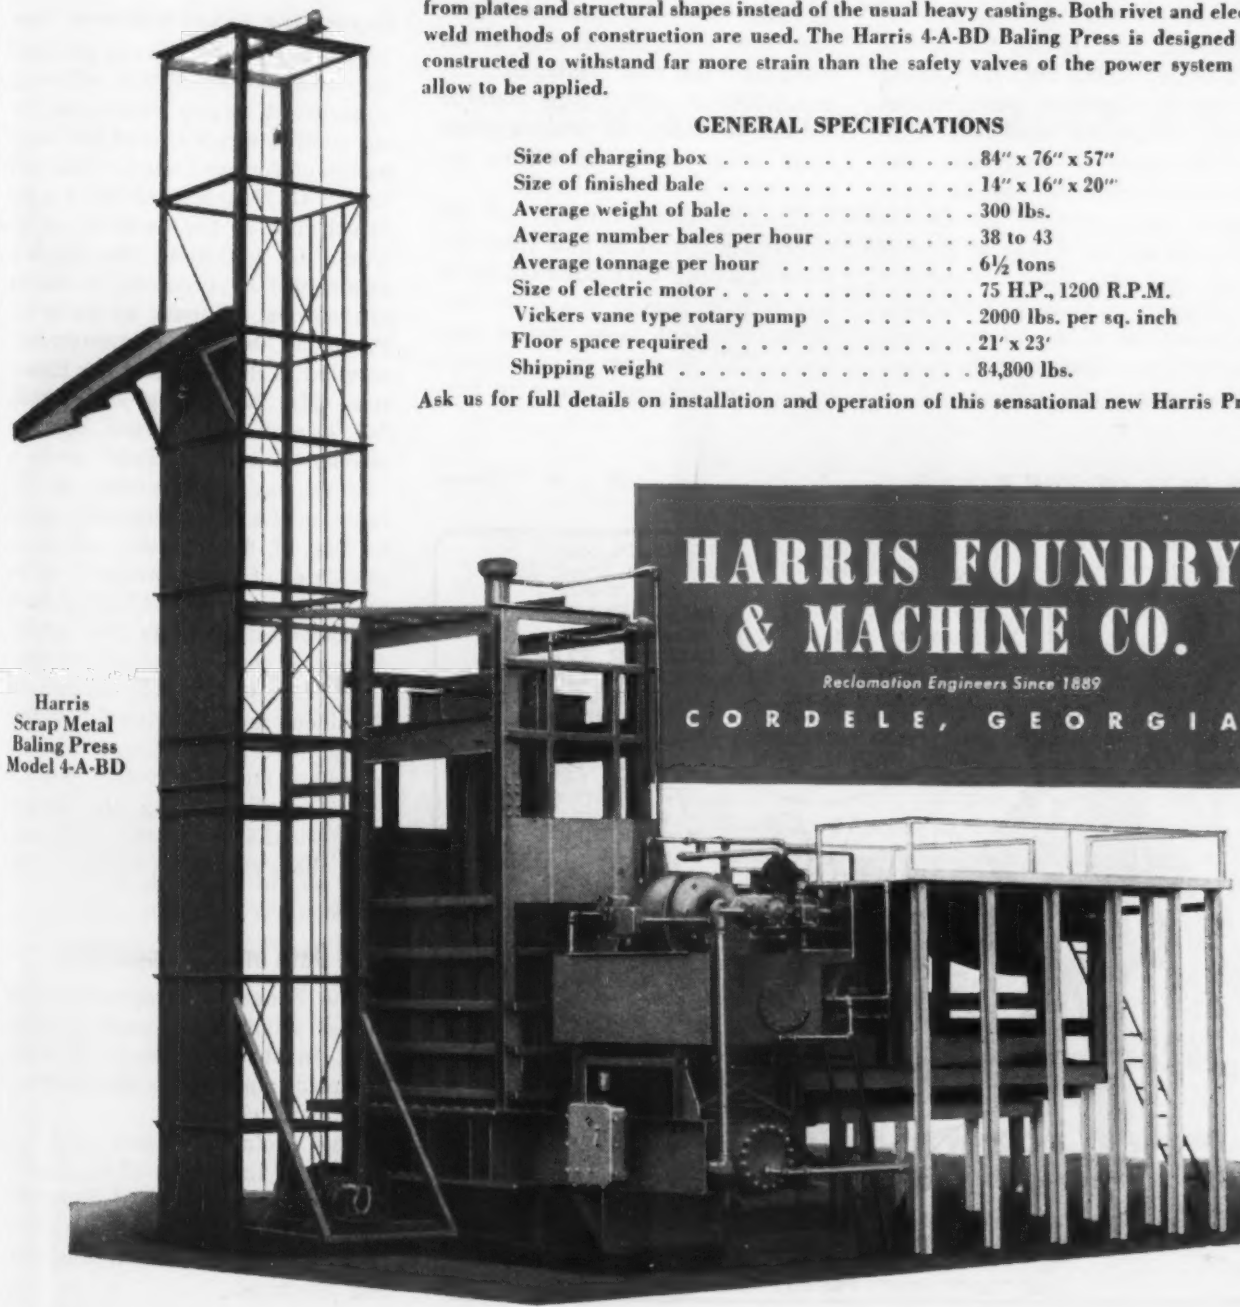 from plates and structural shapes instead of the usual heavy castings. Both rivet and
weld methods of construction are used. The Harris 4-A-BD Baling Press is designed
constructed to withstand far more strain than the safety valves of the power system
allow to be applied.
GENERAL SPECIFICATIONS
Size of charging box . . . . . . . . . . . . . 84" x 76" x 57"
Size of finished bale . . . . . . . . . . . . . 14" x 16" x 20"
Average weight of bale . . . . . . . . . . . . 300 lbs.
Average number bales per hour . . . . . . . . 38 to 43
Average tonnage per hour . . . . . . . . . . 6½ tons
Size of electric motor . . . . . . . . . . . . . 75 H.P., 1200 R.P.M.
Vickers vane type rotary pump . . . . . . . 2000 lbs. per sq. inch
Floor space required . . . . . . . . . . . . . 21' x 23'
Shipping weight . . . . . . . . . . . . . . . 84,800 lbs.
Ask us for full details on installation and operation of this sensational new Harris
HARRIS FOUNDRY
& MACHINE CO.
Reclamation Engineers Since 1889
CORDELE, GEORGIA
Harris
Scrap Metal
Baling Press
Model 4-A-BD